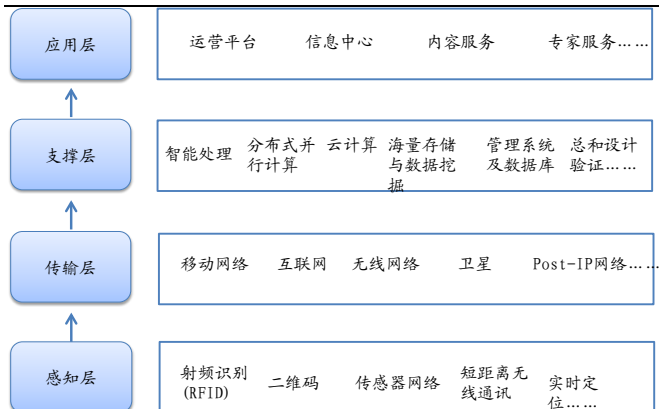 应用层
运营平台 信息中心 内容服务 专家服务……
支撑层
智能处理 分布式并行计算 云计算 海量存储与数据挖掘 管理系统及数据库 总和设计验证……
传输层
移动网络 互联网 无线网络 卫星 Post-IP网络……
感知层
射频识别(RFID) 二维码 传感器网络 短距离无线通讯 实时定位……